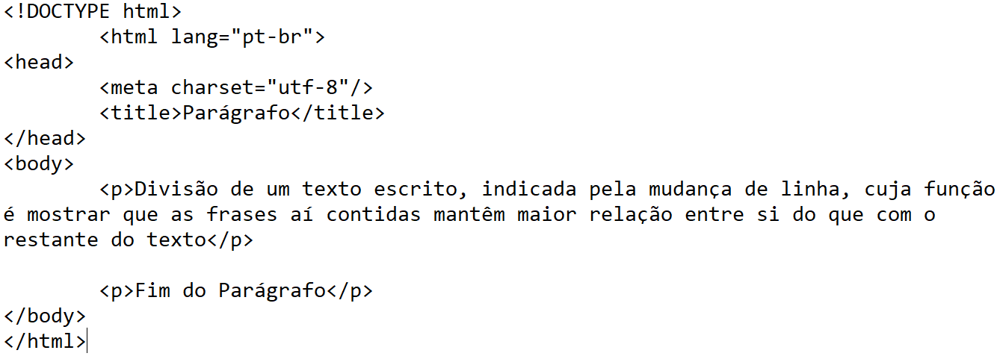 <!DOCTYPE html>
<html lang="pt-br">
<head>
<meta charset="utf-8"/>
<title>Parágrafo</title>
</head>
<body>
<p>Divisão de um texto escrito, indicada pela mudança de linha, cuja função
é mostrar que as frases aí contidas mantêm maior relação entre si do que com o
restante do texto</p>
<p>Fim do Parágrafo</p>
</body>
</html>